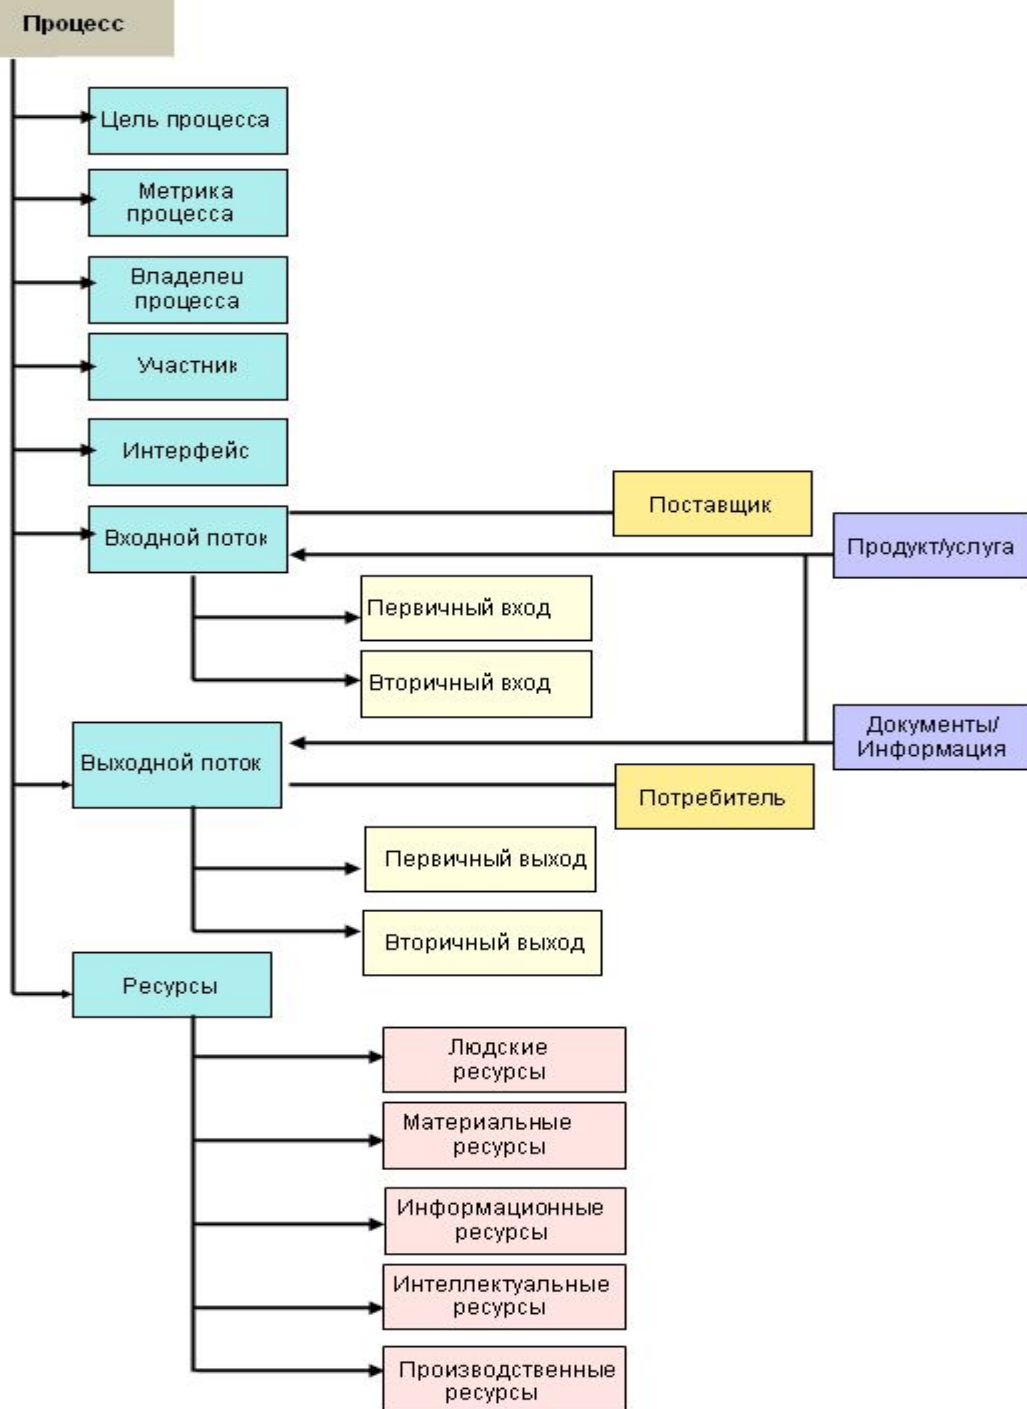 Процесс
Цель процесса
Метрика
процесса
Владелец
процесса
Участник
Интерфейс
Входной поток
Поставщик
Продукт/услуга
Первичный вход
Вторичный вход
Документы/
Информация
Выходной поток
Потребитель
Первичный выход
Вторичный выход
Ресурсы
Людские
ресурсы
Материальные
ресурсы
Информационные
ресурсы
Интеллектуальные
ресурсы
Производственные
ресурсы